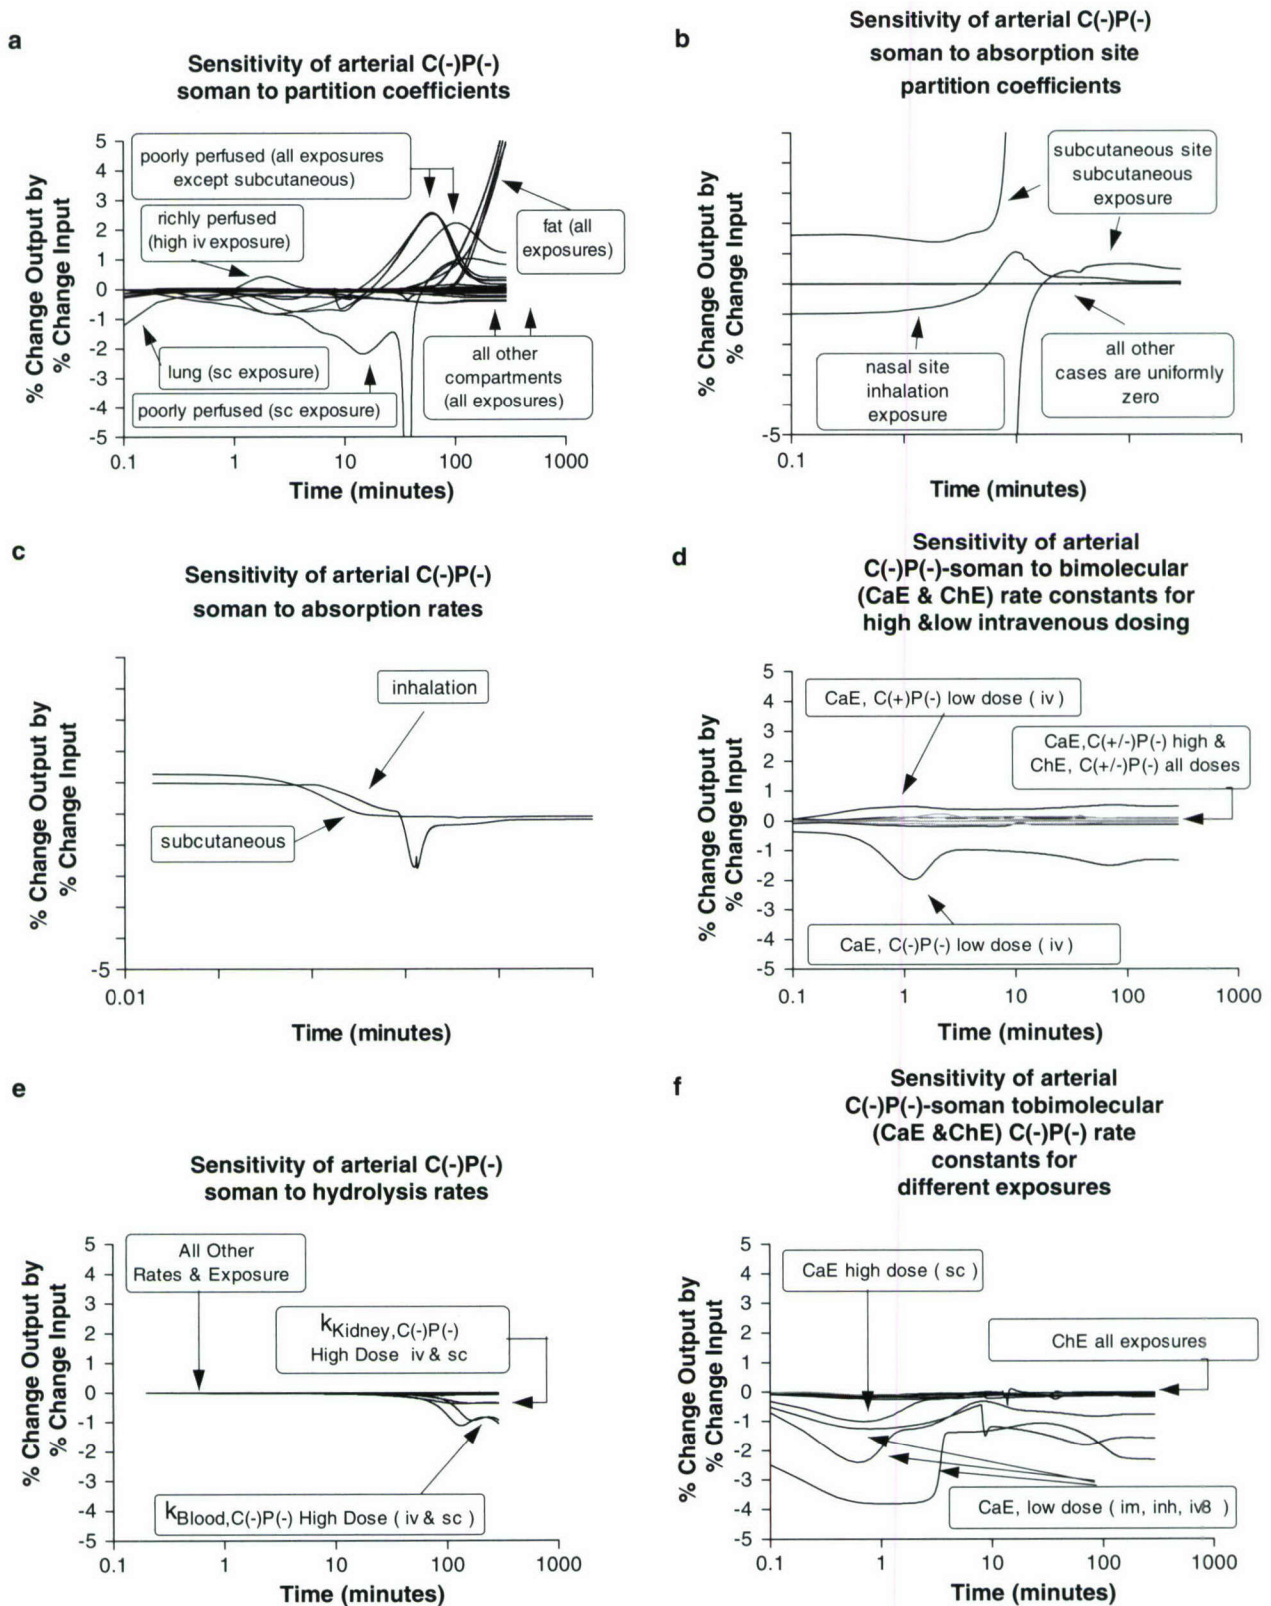 a
Sensitivity of arterial C(-)P(-)
soman to partition coefficients
% Change Output by
% Change Input
5
4
3
2
1
0
-1
-2
-3
-4
-5
poorly perfused (all exposures
except subcutaneous)
richly perfused
(high iv exposure)
fat (all
exposures)
lung (sc exposure)
poorly perfused (sc exposure)
all other
compartments
(all exposures)
0.1
1
10
100
1000
Time (minutes)
b
Sensitivity of arterial C(-)P(-)
soman to absorption site
partition coefficients
% Change Output by
% Change Input
subcutaneous site
subcutaneous
exposure
nasal site
inhalation
exposure
all other
cases are uniformly
zero
-5
0.1
Time (minutes)
c
Sensitivity of arterial C(-)P(-)
soman to absorption rates
% Change Output by
% Change Input
inhalation
subcutaneous
-5
0.01
Time (minutes)
d
Sensitivity of arterial
C(-)P(-)-soman to bimolecular
(CaE & ChE) rate constants for
high &low intravenous dosing
% Change Output by
% Change Input
5
4
3
2
1
0
-1
-2
-3
-4
-5
CaE, C(+)P(-) low dose ( iv )
CaE,C(+/-)P(-) high &
ChE, C(+/-)P(-) all doses
CaE, C(-)P(-) low dose ( iv )
0.1
1
10
100
1000
Time (minutes)
e
Sensitivity of arterial C(-)P(-)
soman to hydrolysis rates
% Change Output by
% Change Input
5
4
3
2
1
0
-1
-2
-3
-4
-5
All Other
Rates & Exposure
kKidney,C(-)P(-)
High Dose iv & sc
kBlood,C(-)P(-) High Dose ( iv & sc )
0.1
1
10
100
1000
Time (minutes)
f
Sensitivity of arterial
C(-)P(-)-soman tobimolecular
(CaE &ChE) C(-)P(-) rate
constants for
different exposures
% Change Output by
% Change Input
5
4
3
2
1
0
-1
-2
-3
-4
-5
CaE high dose ( sc )
ChE all exposures
CaE, low dose ( im, inh, iv8 )
0.1
1
10
100
1000
Time (minutes)